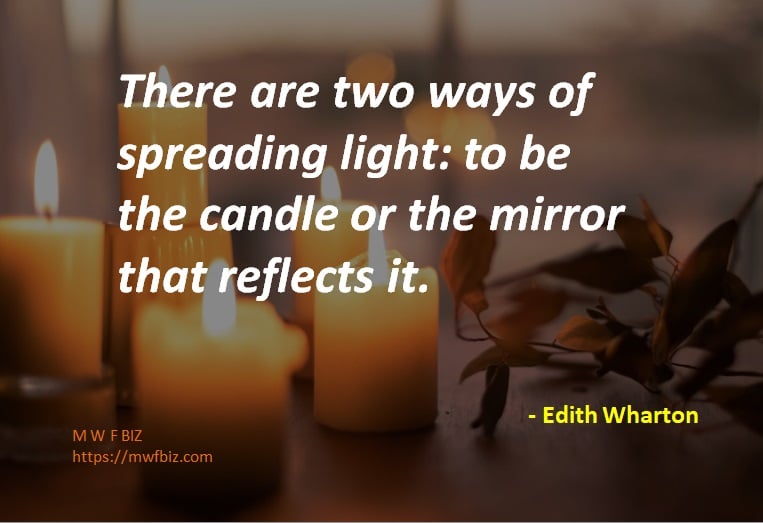 There are two ways of
spreading light: to be
the candle or the mirror
that reflects it.
- Edith Wharton
M W F BIZ
https://mwfbiz.com